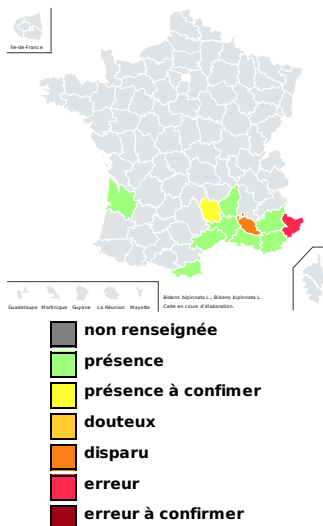 Île-de-France
Guadeloupe Martinique Guyane La Réunion Mayotte
Bidens bipinnata L., Bidens bipinnata L.
Carte en cours d'élaboration.
non renseignée
présence
présence à confimer
douteux
disparu
erreur
erreur à confirmer